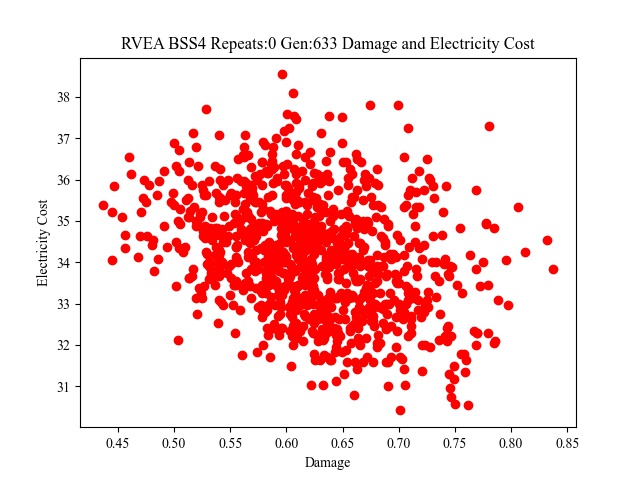 RVEA BSS4 Repeats:0 Gen:633 Damage and Electricity Cost
38
37
36
35
34
33
32
31
Electricity Cost
0.45 0.50 0.55 0.60 0.65 0.70 0.75 0.80 0.85
Damage